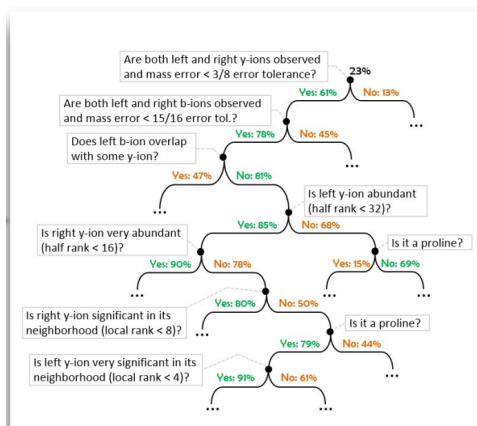 Are both left and right y-ions observed
and mass error < 3/8 error tolerance?
23%
Yes: 61%
No: 13%
...
Are both left and right b-ions observed
and mass error < 15/16 error tol.?
Yes: 78%
No: 45%
...
Does left b-ion overlap
with some y-ion?
Yes: 47%
No: 81%
...
Is left y-ion abundant
(half rank < 32)?
Yes: 85%
No: 68%
Is right y-ion very abundant
(half rank < 16)?
Is it a proline?
Yes: 90%
No: 78%
Yes: 15%
No: 69%
...
...
...
Is right y-ion significant in its
neighborhood (local rank < 8)?
Yes: 80%
No: 50%
...
Is it a proline?
Yes: 79%
No: 44%
...
Is left y-ion very significant in its
neighborhood (local rank < 4)?
Yes: 91%
No: 61%
...
...